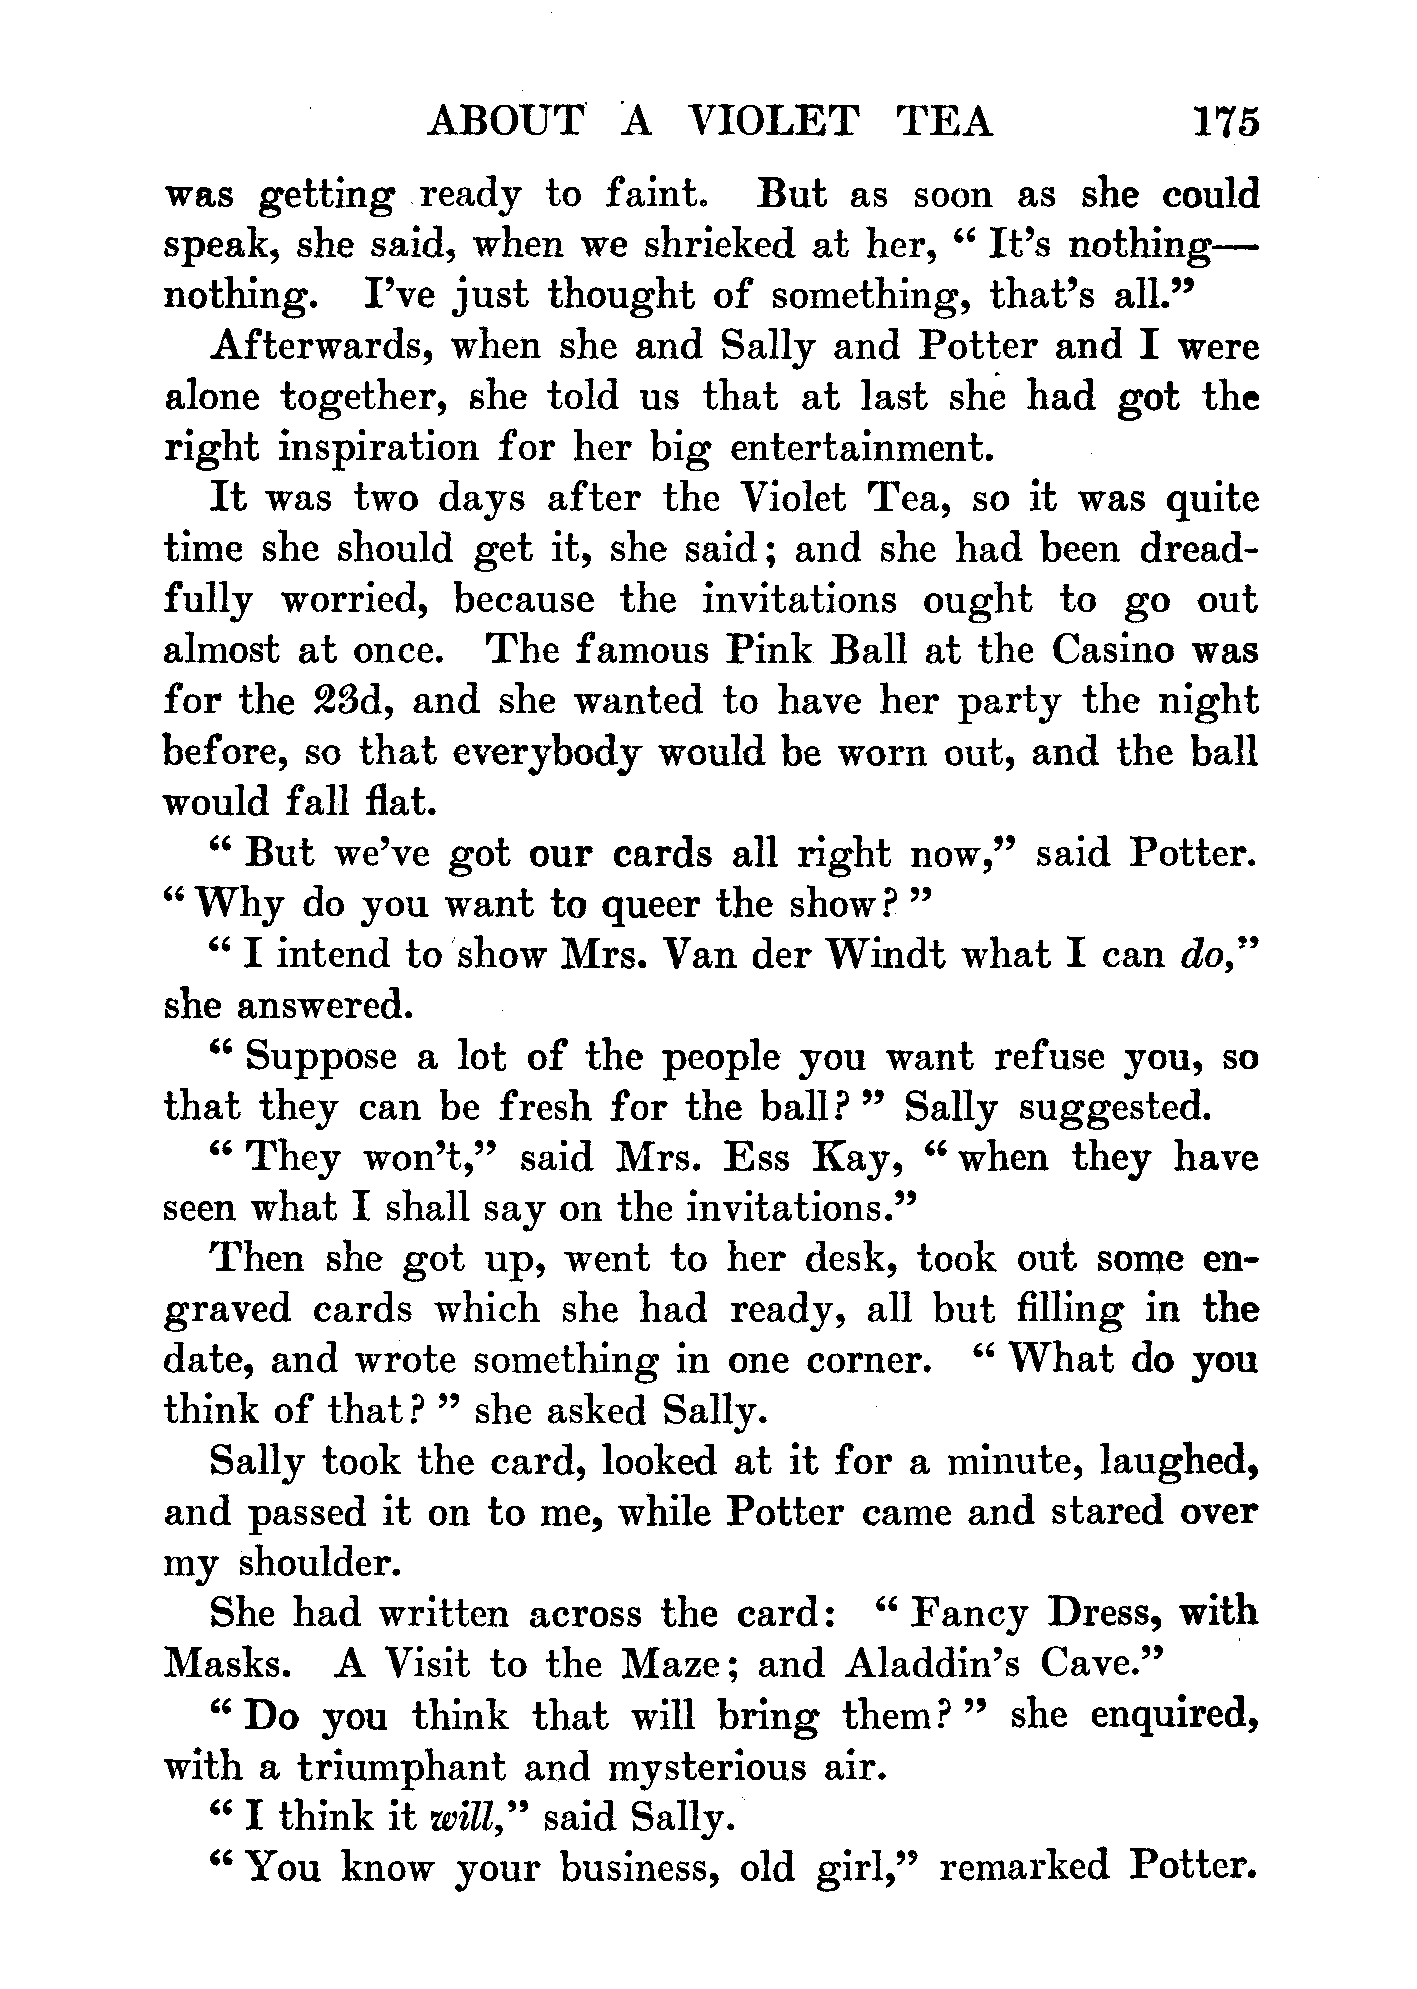 ABOUT A VIOLET TEA 175
was getting ready to faint. But as soon as she could
speak, she said, when we shrieked at her, “ It’s nothing—
nothing. I’ve just thought of something, that’s all.”
Afterwards, when she and Sally and Potter and I were
alone together, she told us that at last she had got the
right inspiration for her big entertainment.
It was two days after the Violet Tea, so it was quite
time she should get it, she said; and she had been dread-
fully worried, because the invitations ought to go out
almost at once. The famous Pink Ball at the Casino was
for the 23d, and she wanted to have her party the night
before, so that everybody would be worn out, and the ball
would fall flat.
“ But we’ve got our cards all right now,” said Potter.
“ Why do you want to queer the show? ”
“ I intend to show Mrs. Van der Windt what I can do,”
she answered.
“ Suppose a lot of the people you want refuse you, so
that they can be fresh for the ball? ” Sally suggested.
“ They won’t,” said Mrs. Ess Kay, “ when they have
seen what I shall say on the invitations.”
Then she got up, went to her desk, took out some en-
graved cards which she had ready, all but filling in the
date, and wrote something in one corner. “ What do you
think of that? ” she asked Sally.
Sally took the card, looked at it for a minute, laughed,
and passed it on to me, while Potter came and stared over
my shoulder.
She had written across the card: “ Fancy Dress, with
Masks. A Visit to the Maze; and Aladdin’s Cave.”
“ Do you think that will bring them? ” she enquired,
with a triumphant and mysterious air.
“ I think it will,” said Sally.
“ You know your business, old girl,” remarked Potter.